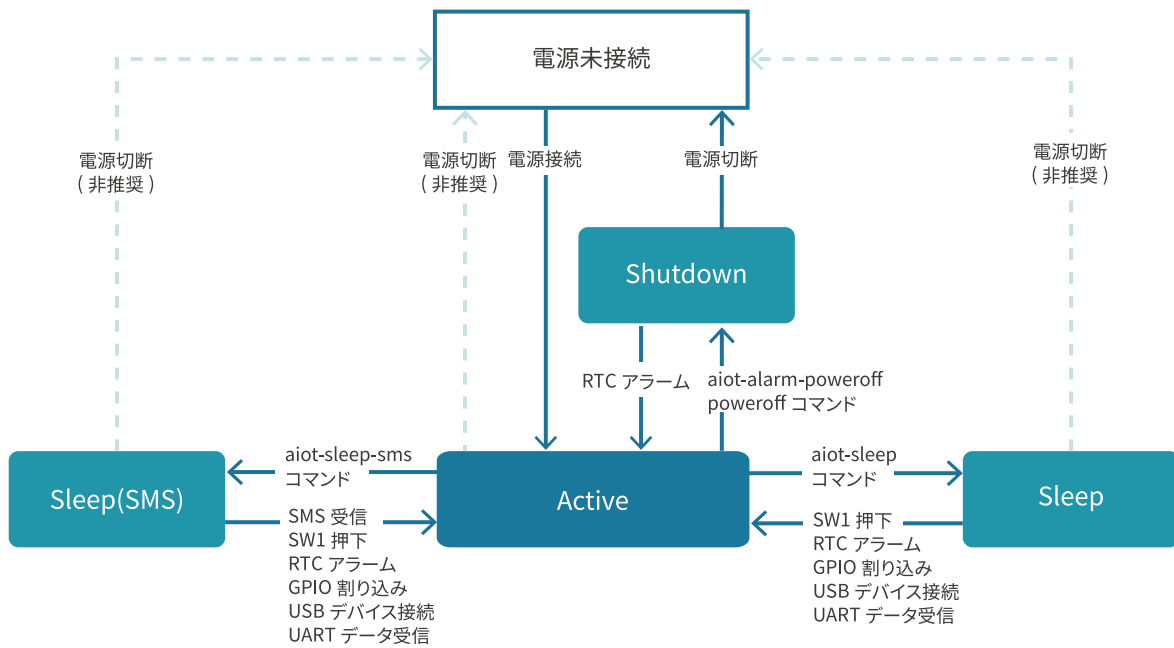 電源未接続
電源切断
( 非推奨 )
電源切断
( 非推奨 )
電源接続
電源切断
電源切断
( 非推奨 )
Shutdown
RTC アラーム
aiot-alarm-poweroff
poweroff コマンド
Sleep(SMS)
aiot-sleep-sms
コマンド
SMS 受信
SW1 押下
RTC アラーム
GPIO 割り込み
USB デバイス接続
UART データ受信
Active
aiot-sleep
コマンド
SW1 押下
RTC アラーム
GPIO 割り込み
USB デバイス接続
UART データ受信
Sleep